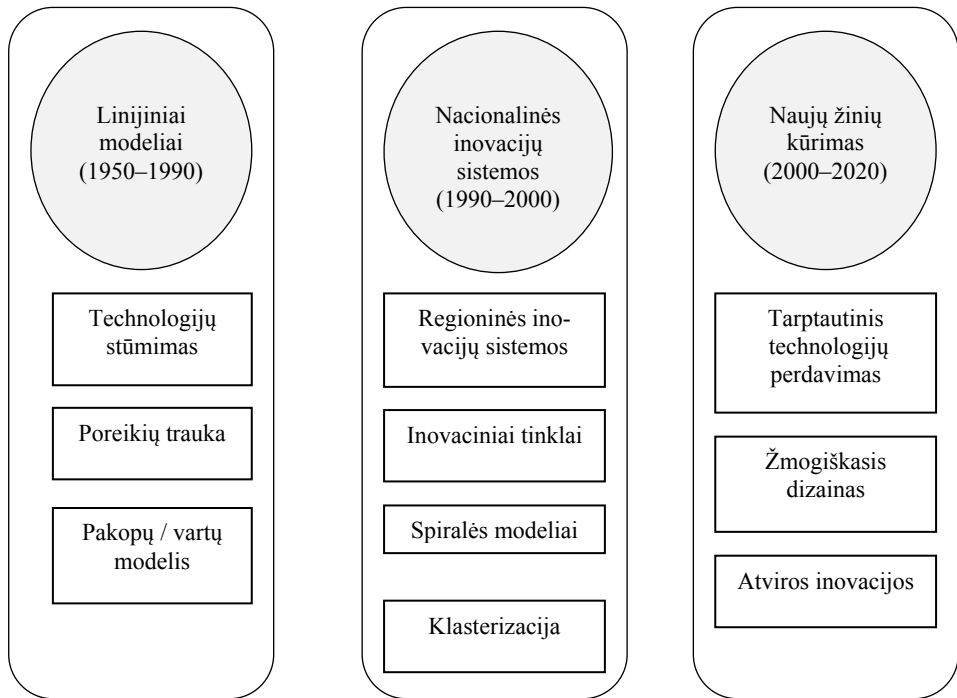 Linijiniai
modeliai
(1950–1990)
Technologijų
stūmimas
Poreikių trauka
Pakopų / vartų
modelis
Nacionalinės
inovacijų
sistemos
(1990–2000)
Regioninės ino-
vacijų sistemos
Inovaciniai tinklai
Spiralės modeliai
Klasterizacija
Naujų žinių
kūrimas
(2000–2020)
Tarptautinis
technologijų
perdavimas
Žmogiškasis
dizainas
Atviros inovacijos